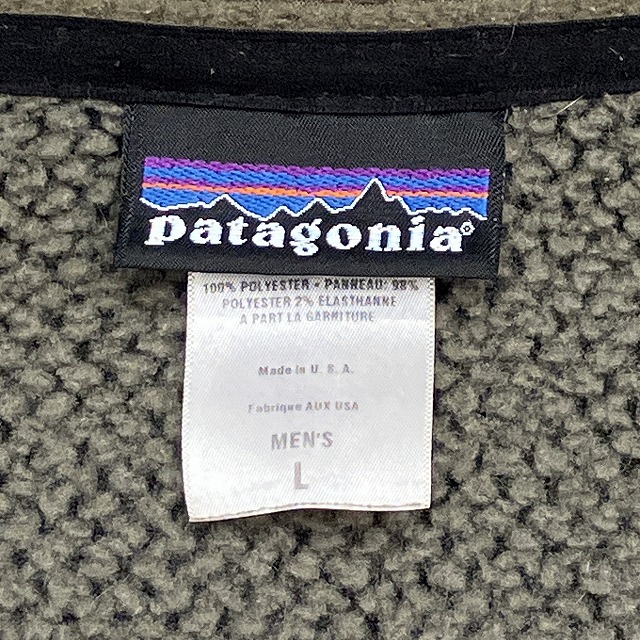 patagonia®
100% POLYESTER • PANNEAU: 98%
POLYESTER 2% ELASTHANNE
A PART LA GARNITURE
Made in U. S. A.
Fabrique AUX USA
MEN'S
L